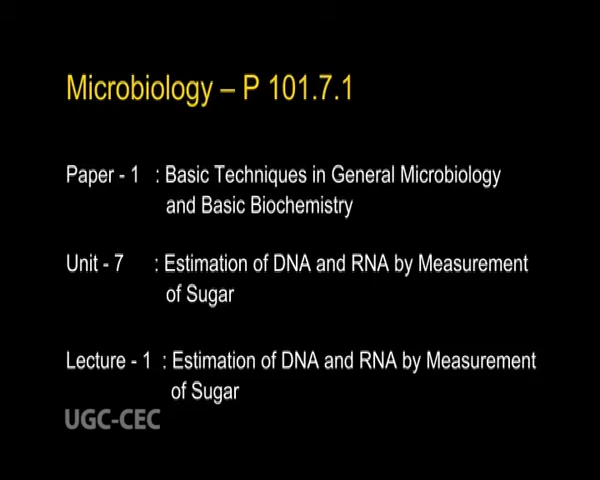 Microbiology – P 101.7.1
Paper - 1 : Basic Techniques in General Microbiology
and Basic Biochemistry
Unit - 7 : Estimation of DNA and RNA by Measurement
of Sugar
Lecture - 1 : Estimation of DNA and RNA by Measurement
of Sugar
UGC-CEC